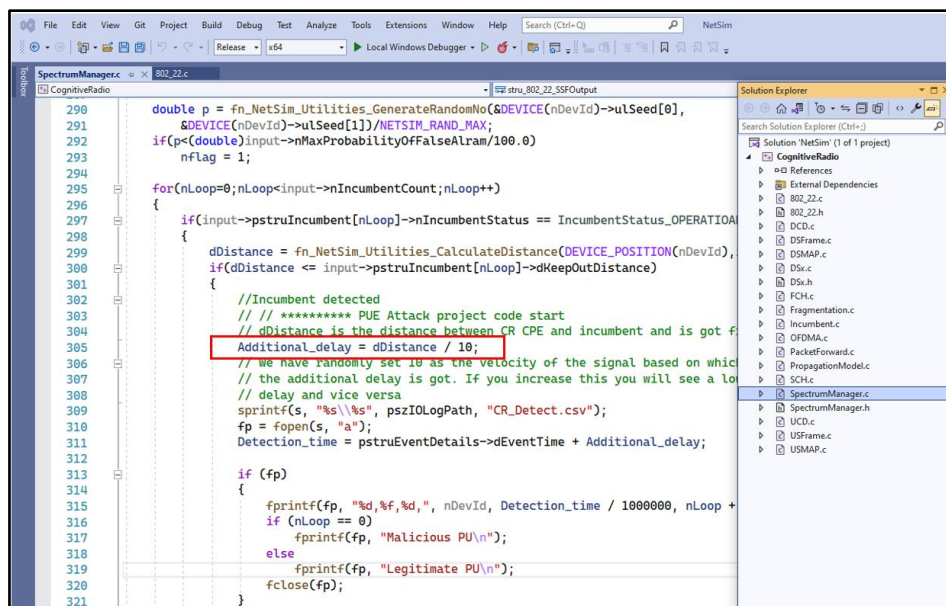 File Edit View Git Project Build Debug Test Analyze Tools Extensions Window Help Search (Ctrl+Q) NetSim
Release x64 Local Windows Debugger
Toolbox
SpectrumManager.c 802_22.c
CognitiveRadio stru_802_22_SSFOutput
290 double p = fn_NetSim_Utilities_GenerateRandomNo(&DEVICE(nDevId)->ulSeed[0],
291 &DEVICE(nDevId)->ulSeed[1])/NETSIM_RAND_MAX;
292 if(p<(double)input->nMaxProbabilityOfFalseAlram/100.0)
293 nflag = 1;
294
295 for(nLoop=0;nLoop<input->nIncumbentCount;nLoop++)
296 {
297 if(input->pstruIncumbent[nLoop]->nIncumbentStatus == IncumbentStatus_OPERATIOA
298 {
299 dDistance = fn_NetSim_Utilities_CalculateDistance(DEVICE_POSITION(nDevId),
300 if(dDistance <= input->pstruIncumbent[nLoop]->dKeepOutDistance)
301 {
302 //Incumbent detected
303 // // ********** PUE Attack project code start
304 // dDistance is the distance between CR CPE and incumbent and is got f
305 Additional_delay = dDistance / 10;
306 // We have randomly set 10 as the velocity of the signal based on whic
307 // the additional delay is got. If you increase this you will see a lo
308 // delay and vice versa
309 sprintf(s, "%s\\%s", pszIOLogPath, "CR_Detect.csv");
310 fp = fopen(s, "a");
311 Detection_time = pstruEventDetails->dEventTime + Additional_delay;
312
313 if (fp)
314 {
315 fprintf(fp, "%d,%f,%d,", nDevId, Detection_time / 1000000, nLoop +
316 if (nLoop == 0)
317 fprintf(fp, "Malicious PU\n");
318 else
319 fprintf(fp, "Legitimate PU\n");
320 fclose(fp);
321 }
Solution Explorer
Search Solution Explorer (Ctrl+;)
Solution 'NetSim' (1 of 1 project)
CognitiveRadio
References
External Dependencies
802_22.c
802_22.h
DCD.c
DSFrame.c
DSMAP.c
DSx.c
DSx.h
FCH.c
Fragmentation.c
Incumbent.c
OFDMA.c
PacketForward.c
PropagationModel.c
SCH.c
SpectrumManager.c
SpectrumManager.h
UCD.c
USFrame.c
USMAP.c